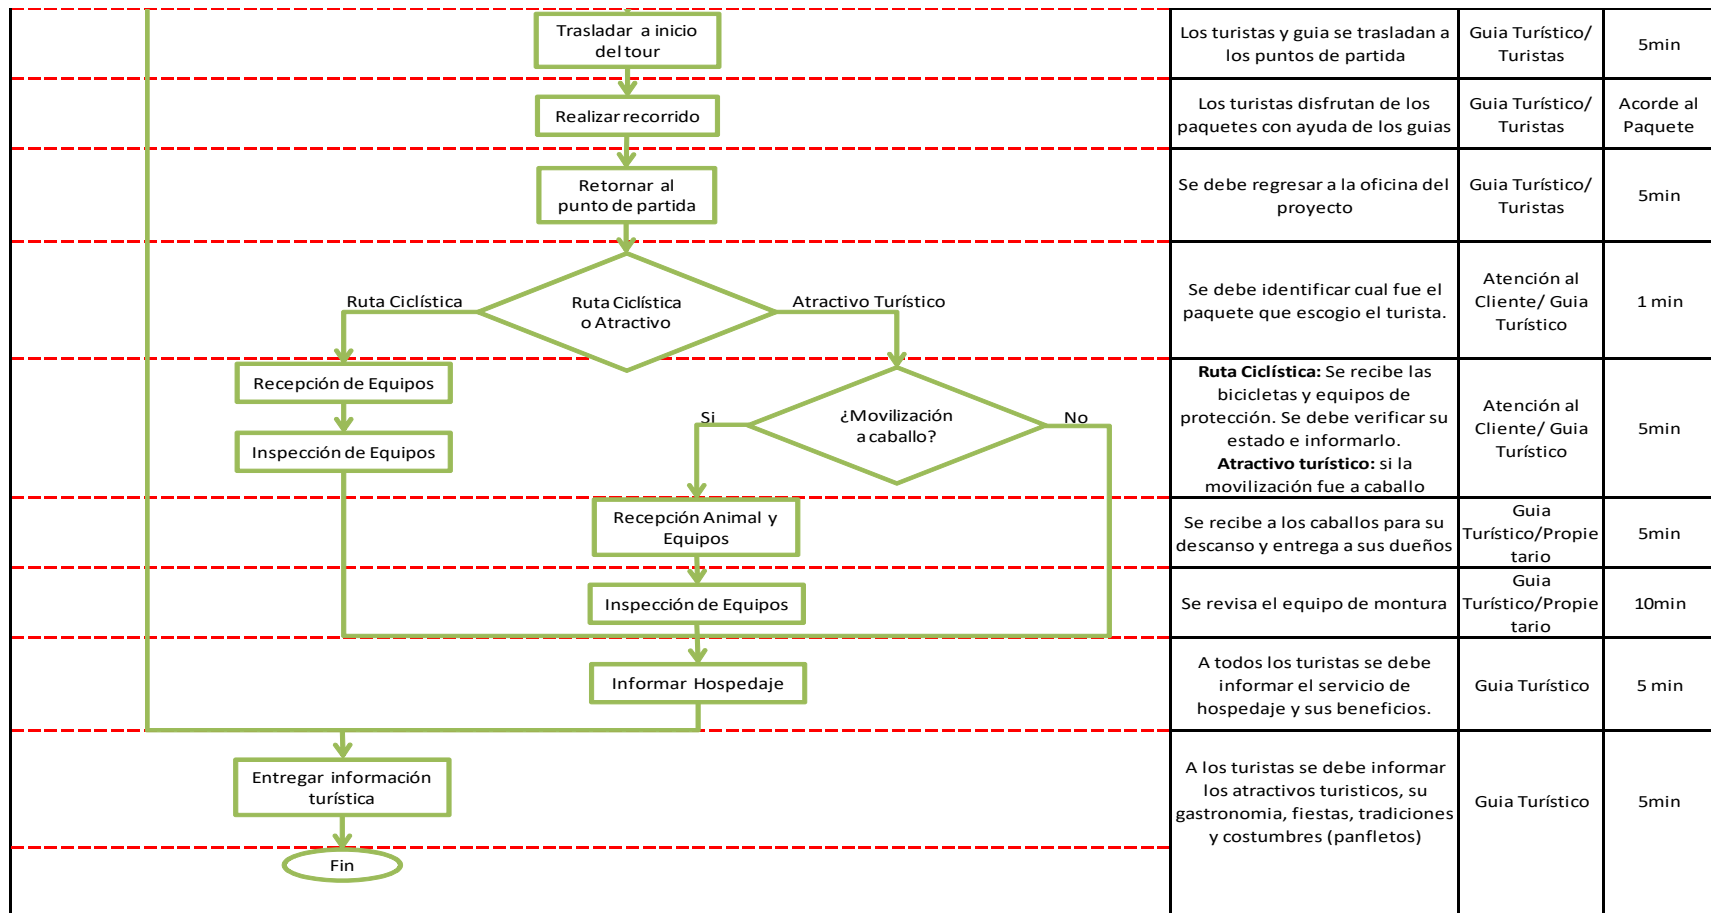 Trasladar a inicio
del tour
Los turistas y guia se trasladan a
los puntos de partida
Guia Turístico/
Turistas
5min
Realizar recorrido
Los turistas disfrutan de los
paquetes con ayuda de los guias
Guia Turístico/
Turistas
Acorde al
Paquete
Retornar al
punto de partida
Se debe regresar a la oficina del
proyecto
Guia Turístico/
Turistas
5min
Ruta Ciclística
Ruta Ciclística
o Atractivo
Atractivo Turístico
Se debe identificar cual fue el
paquete que escogio el turista.
Atención al
Cliente/ Guia
Turístico
1 min
Recepción de Equipos
Inspección de Equipos
Si
¿Movilización
a caballo?
No
Ruta Ciclística: Se recibe las
bicicletas y equipos de
protección. Se debe verificar su
estado e informarlo.
Atractivo turístico: si la
movilización fue a caballo
Atención al
Cliente/ Guia
Turístico
5min
Recepción Animal y
Equipos
Se recibe a los caballos para su
descanso y entrega a sus dueños
Guia
Turístico/Propie
tario
5min
Inspección de Equipos
Se revisa el equipo de montura
Guia
Turístico/Propie
tario
10min
Informar Hospedaje
A todos los turistas se debe
informar el servicio de
hospedaje y sus beneficios.
Guia Turístico
5 min
Entregar información
turística
A los turistas se debe informar
los atractivos turisticos, su
gastronomia, fiestas, tradiciones
y costumbres (panfletos)
Guia Turístico
5min
Fin